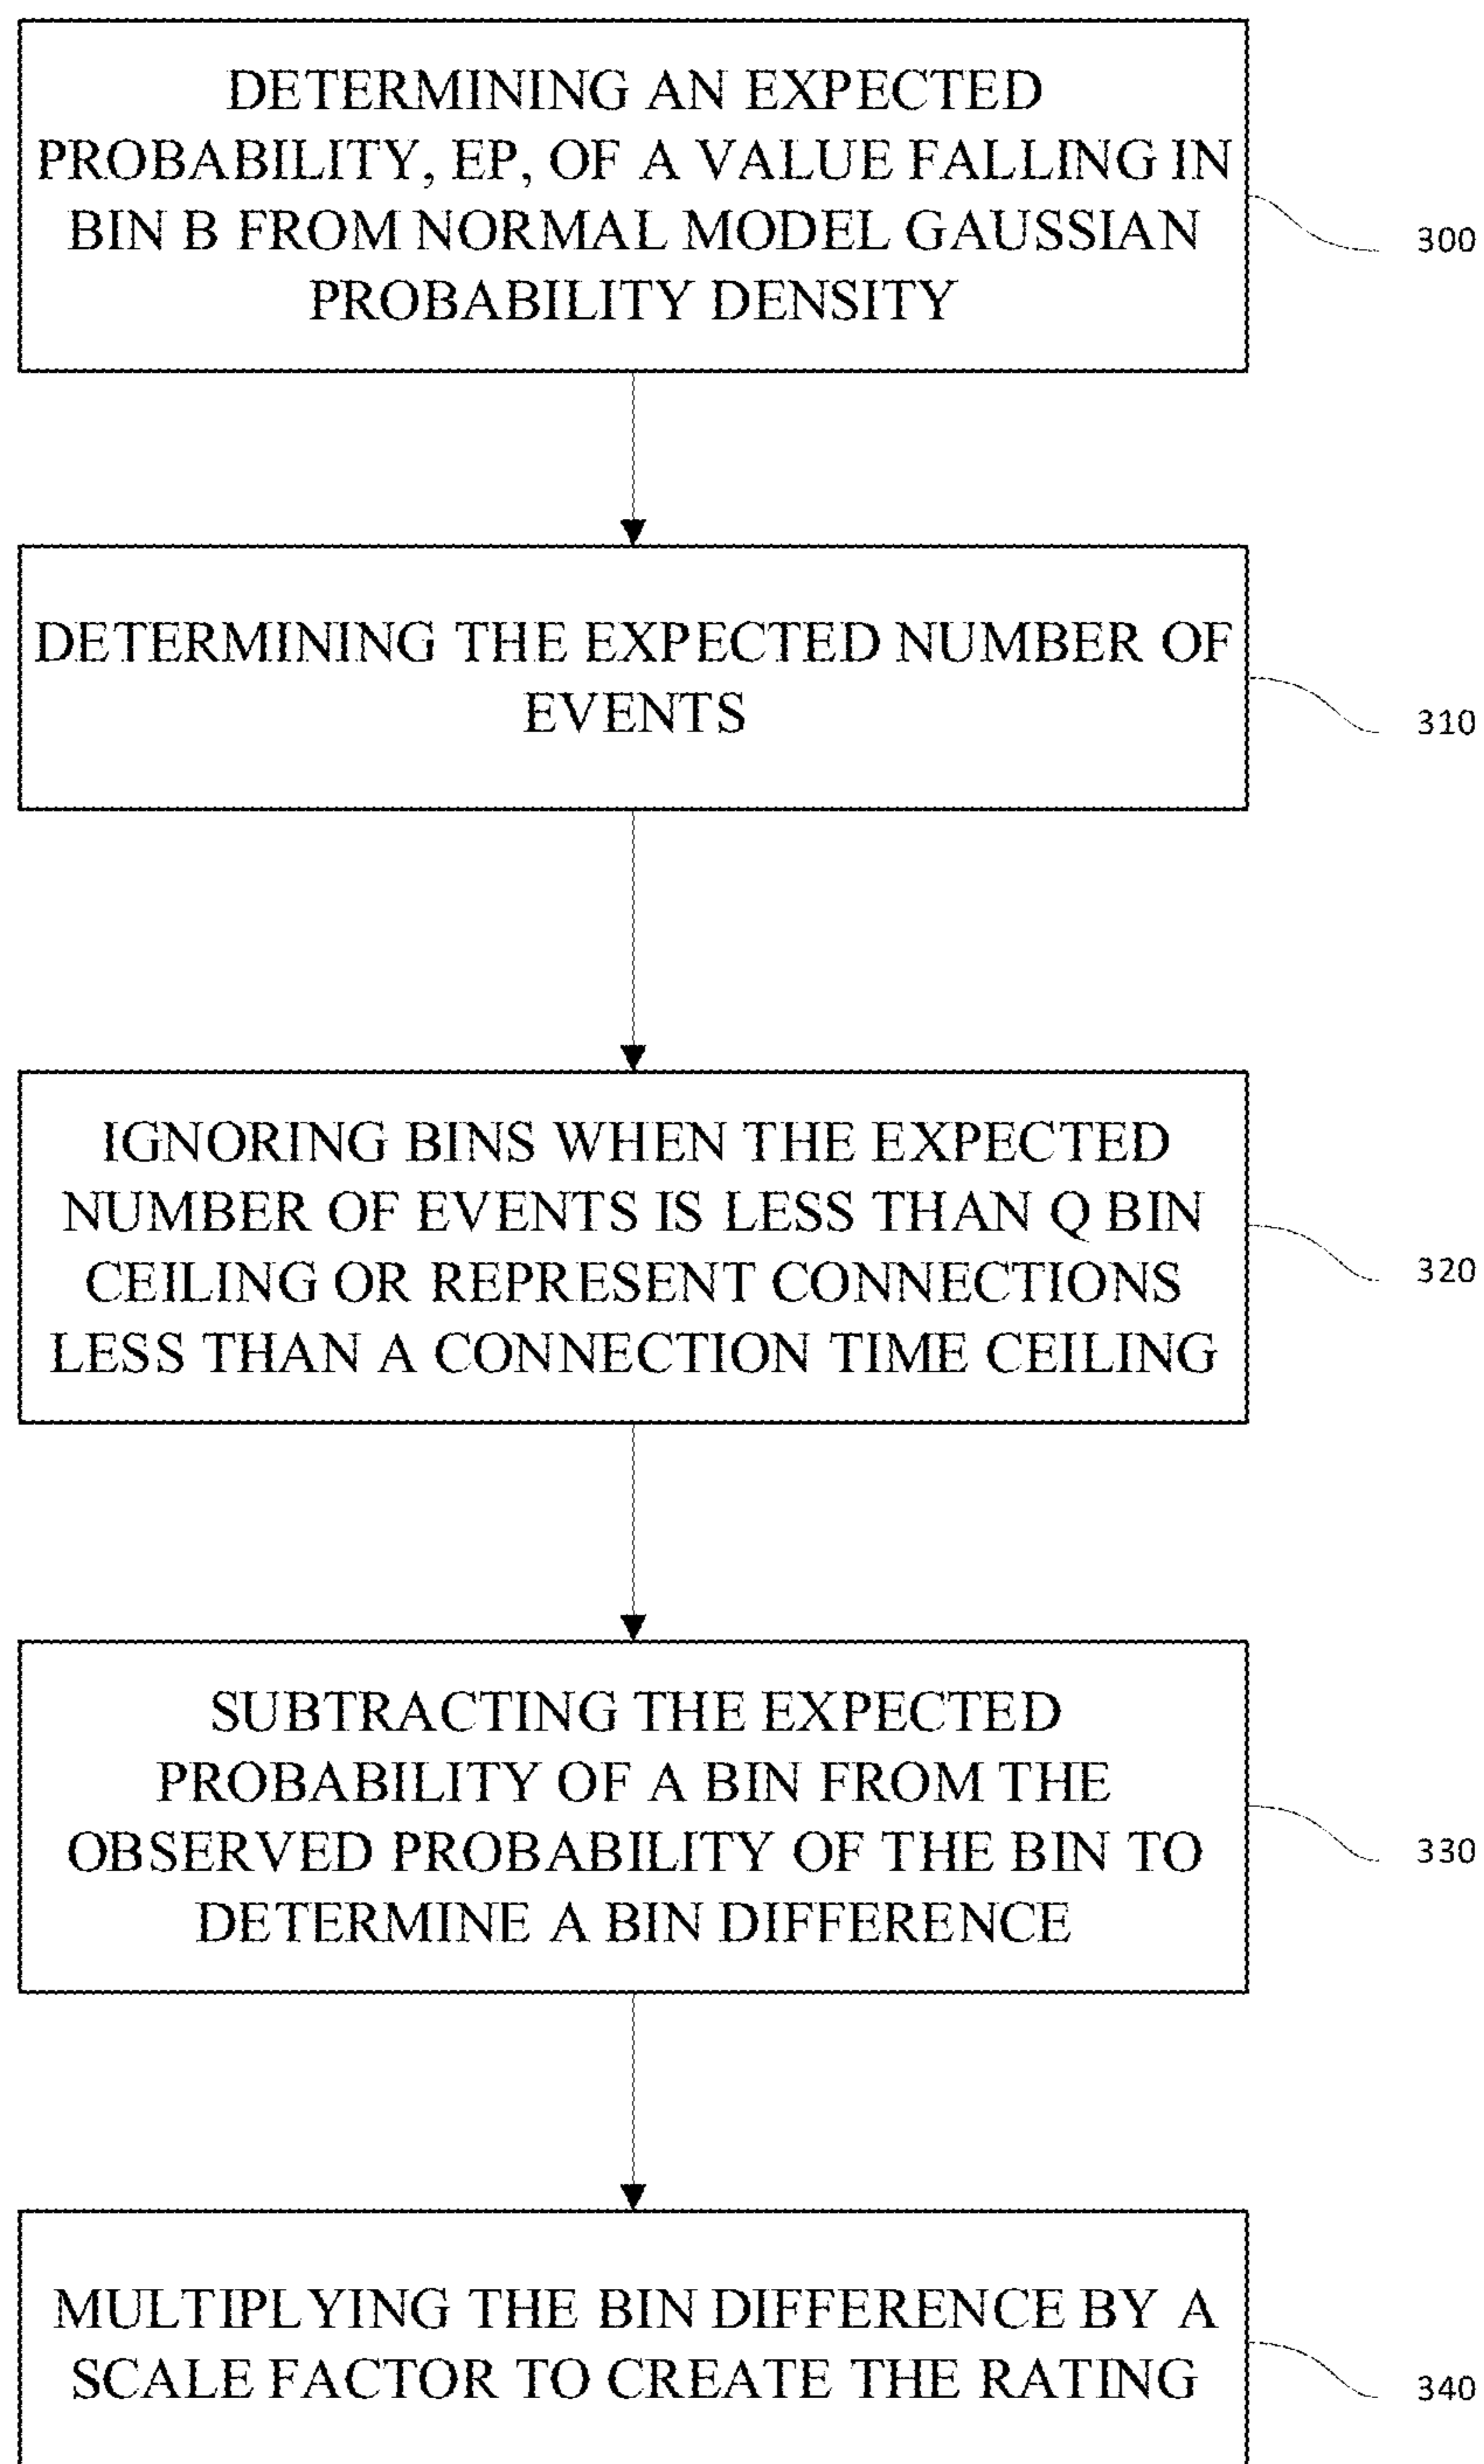 DETERMINING AN EXPECTED
PROBABILITY, EP, OF A VALUE FALLING IN
BIN B FROM NORMAL MODEL GAUSSIAN
PROBABILITY DENSITY
300
DETERMINING THE EXPECTED NUMBER OF
EVENTS
310
IGNORING BINS WHEN THE EXPECTED
NUMBER OF EVENTS IS LESS THAN Q BIN
CEILING OR REPRESENT CONNECTIONS
LESS THAN A CONNECTION TIME CEILING
320
SUBTRACTING THE EXPECTED
PROBABILITY OF A BIN FROM THE
OBSERVED PROBABILITY OF THE BIN TO
DETERMINE A BIN DIFFERENCE
330
MULTIPLYING THE BIN DIFFERENCE BY A
SCALE FACTOR TO CREATE THE RATING
340